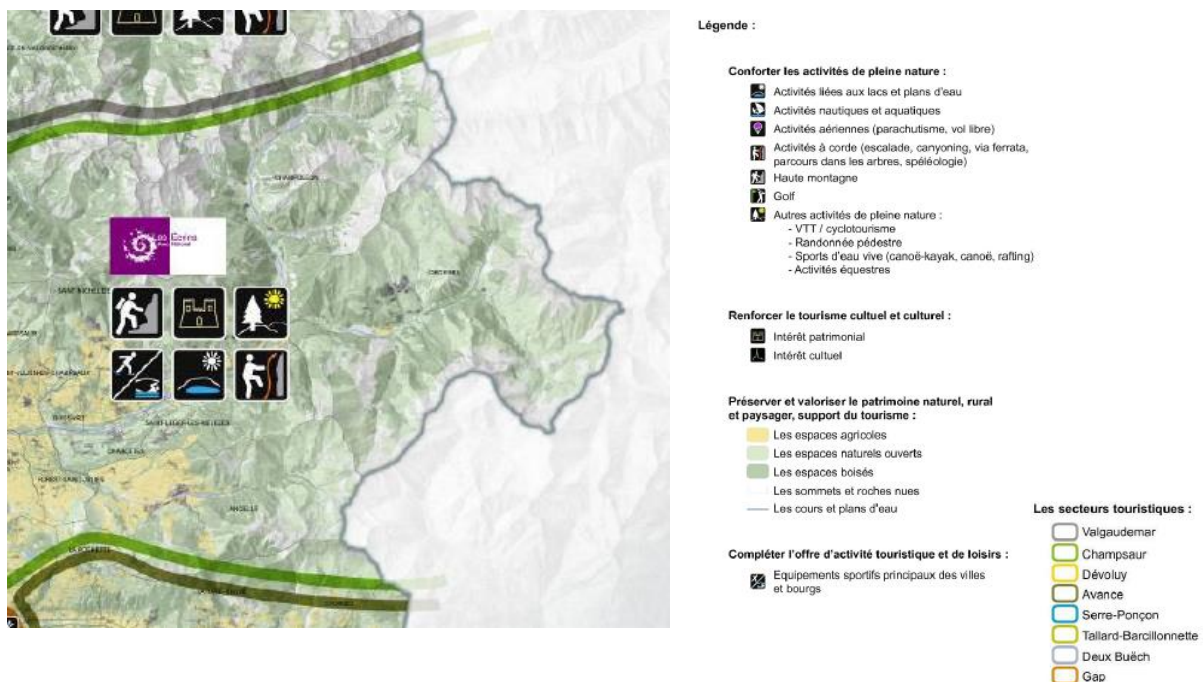 Légende :
Conforter les activités de pleine nature :
Activités liées aux lacs et plans d'eau
Activités nautiques et aquatiques
Activités aériennes (parachutisme, vol libre)
Activités à corde (escalade, canyoning, via ferrata,
parcours dans les arbres, spéléologie)
Haute montagne
Golf
Autres activités de pleine nature :
- VTT / cyclotourisme
- Randonnée pédestre
- Sports d'eau vive (canoë-kayak, canoë, rafting)
- Activités équestres
Renforcer le tourisme cultuel et culturel :
Intérêt patrimonial
Intérêt cultuel
Préserver et valoriser le patrimoine naturel, rural
et paysager, support du tourisme :
Les espaces agricoles
Les espaces naturels ouverts
Les espaces boisés
Les sommets et roches nues
Les cours et plans d'eau
Compléter l'offre d'activité touristique et de loisirs :
Equipements sportifs principaux des villes
et bourgs
Les secteurs touristiques :
Valgaudemar
Champsaur
Dévoluy
Avance
Serre-Ponçon
Tallard-Barcillonnette
Deux Buëch
Gap
CHAMPOLEON
Les Ecrins
ORCIERES
ANCELLE